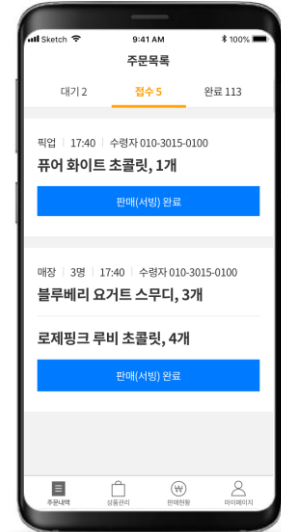 Sketch 9:41 AM 100%
주문목록
대기 2 접수 5 완료 113
픽업 | 17:40 | 수령자 010-3015-0100
퓨어 화이트 초콜릿, 1개
판매(서빙) 완료
매장 | 3명 | 17:40 | 수령자 010-3015-0100
블루베리 요거트 스무디, 3개
로제핑크 루비 초콜릿, 4개
판매(서빙) 완료
주문내역 상품관리 판매현황 마이페이지